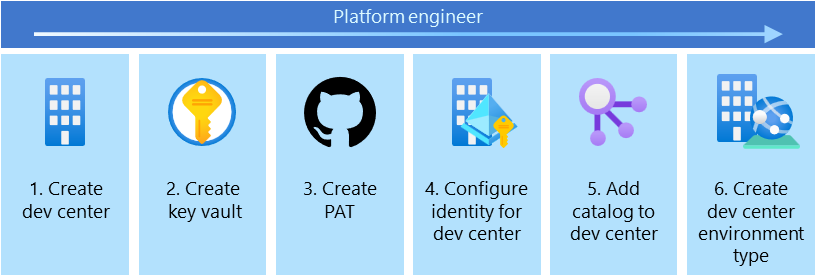 Platform engineer
1. Create
dev center
2. Create
key vault
3. Create
PAT
4. Configure
identity for
dev center
5. Add
catalog to
dev center
6. Create
dev center
environment
type